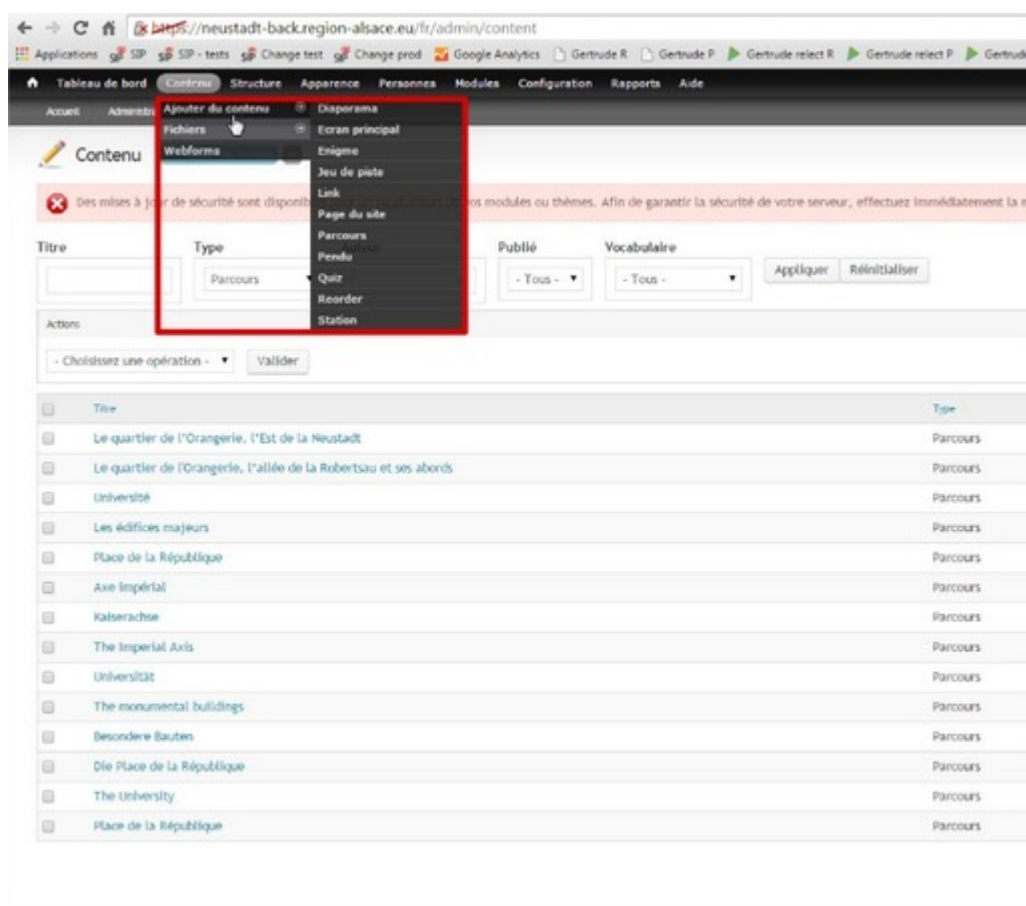 https://neustadt-back.region-alsace.eu/fr/admin/content
Applications SIP SIP - tests Change test Change prod Google Analytics Gertrude R Gertrude P Gertrude relect R Gertrude relect P Gertrud
Tableau de bord Contenu Structure Apparence Personnes Modules Configuration Rapports Aide
Accueil Administr
Ajouter du contenu
Fichiers
Webforms
Diaporama
Ecran principal
Enigme
Jeu de piste
Link
Page du site
Parcours
Pendu
Quiz
Reorder
Station
Contenu
Des mises à jour de sécurité sont disponib os modules ou thèmes. Afin de garantir la sécurité de votre serveur, effectuez immédiatement la
Titre Type Publié Vocabulaire
Parcours - Tous - - Tous - Appliquer Réinitialiser
Actions
- Choisissez une opération - Valider
Titre Type
Le quartier de l'Orangerie, l'Est de la Neustadt Parcours
Le quartier de l'Orangerie, l'allée de la Robertsau et ses abords Parcours
Université Parcours
Les édifices majeurs Parcours
Place de la République Parcours
Axe impérial Parcours
Kaiserachse Parcours
The Imperial Axis Parcours
Universität Parcours
The monumental buildings Parcours
Besondere Bauten Parcours
Die Place de la République Parcours
The University Parcours
Place de la République Parcours